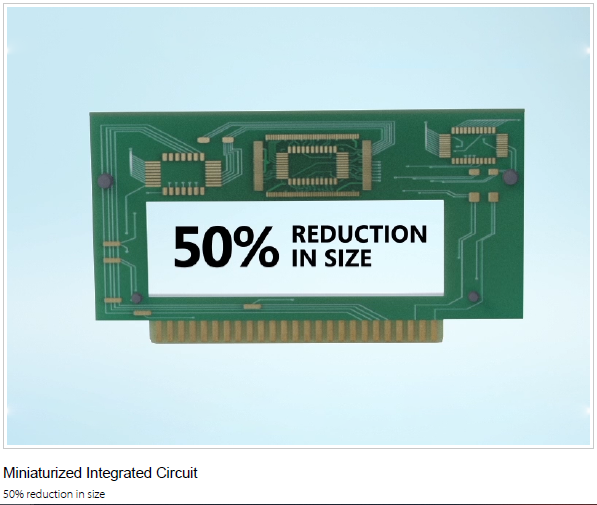 50% REDUCTION
IN SIZE
Miniaturized Integrated Circuit
50% reduction in size